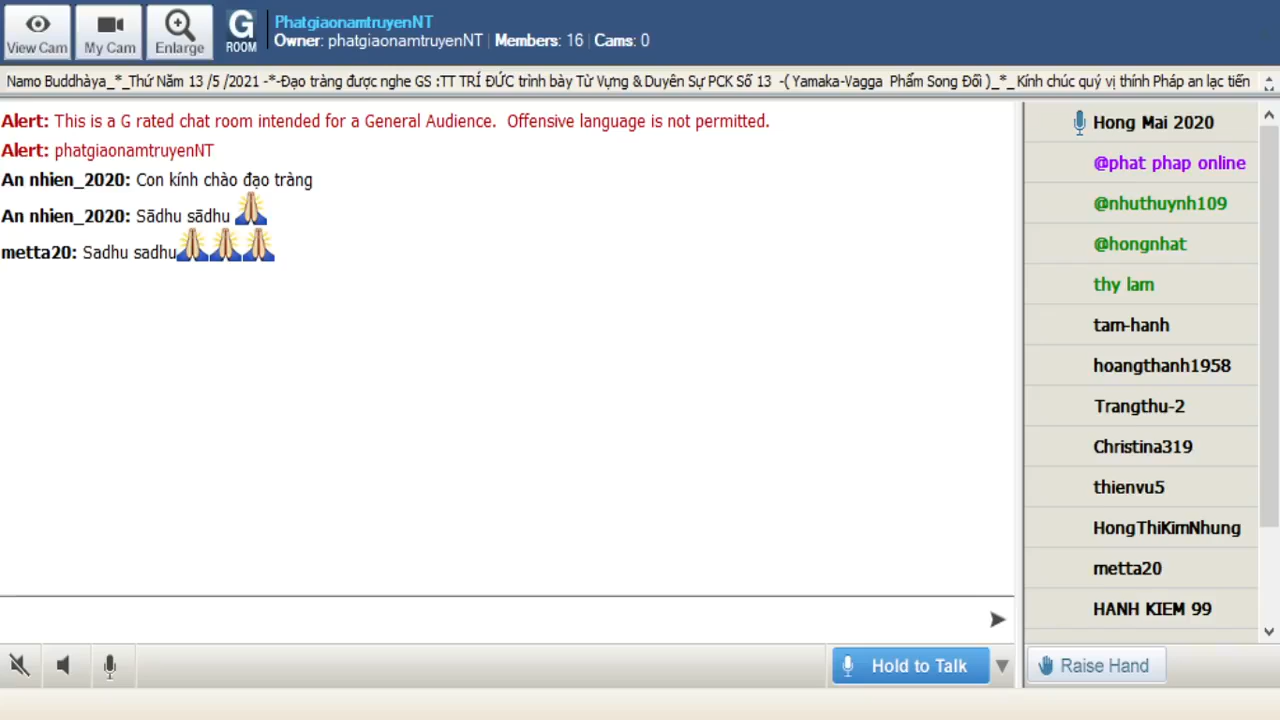 View Cam
My Cam
Enlarge
G
ROOM
PhatgiaonamtruyenNT
Owner: phatgiaonamtruyenNT | Members: 16 | Cams: 0
Namo Buddhàya_*_Thứ Năm 13 /5 /2021 -*-Đạo tràng được nghe GS :TT TRÍ ĐỨC trình bày Từ Vựng & Duyên Sự PCK Số 13 -( Yamaka-Vagga Phẩm Song Đối )_*_ Kính chúc quý vị thính Pháp an lạc tiến
Alert: This is a G rated chat room intended for a General Audience. Offensive language is not permitted.
Alert: phatgiaonamtruyenNT
An nhien_2020: Con kính chào đạo tràng
An nhien_2020: Sādhu sādhu
metta20: Sadhu sadhu
Hong Mai 2020
@phat phap online
@nhuthuynh109
@hongnhat
thy lam
tam-hanh
hoangthanh1958
Trangthu-2
Christina319
thienvu5
HongThiKimNhung
metta20
HANH KIEM 99
Hold to Talk
Raise Hand